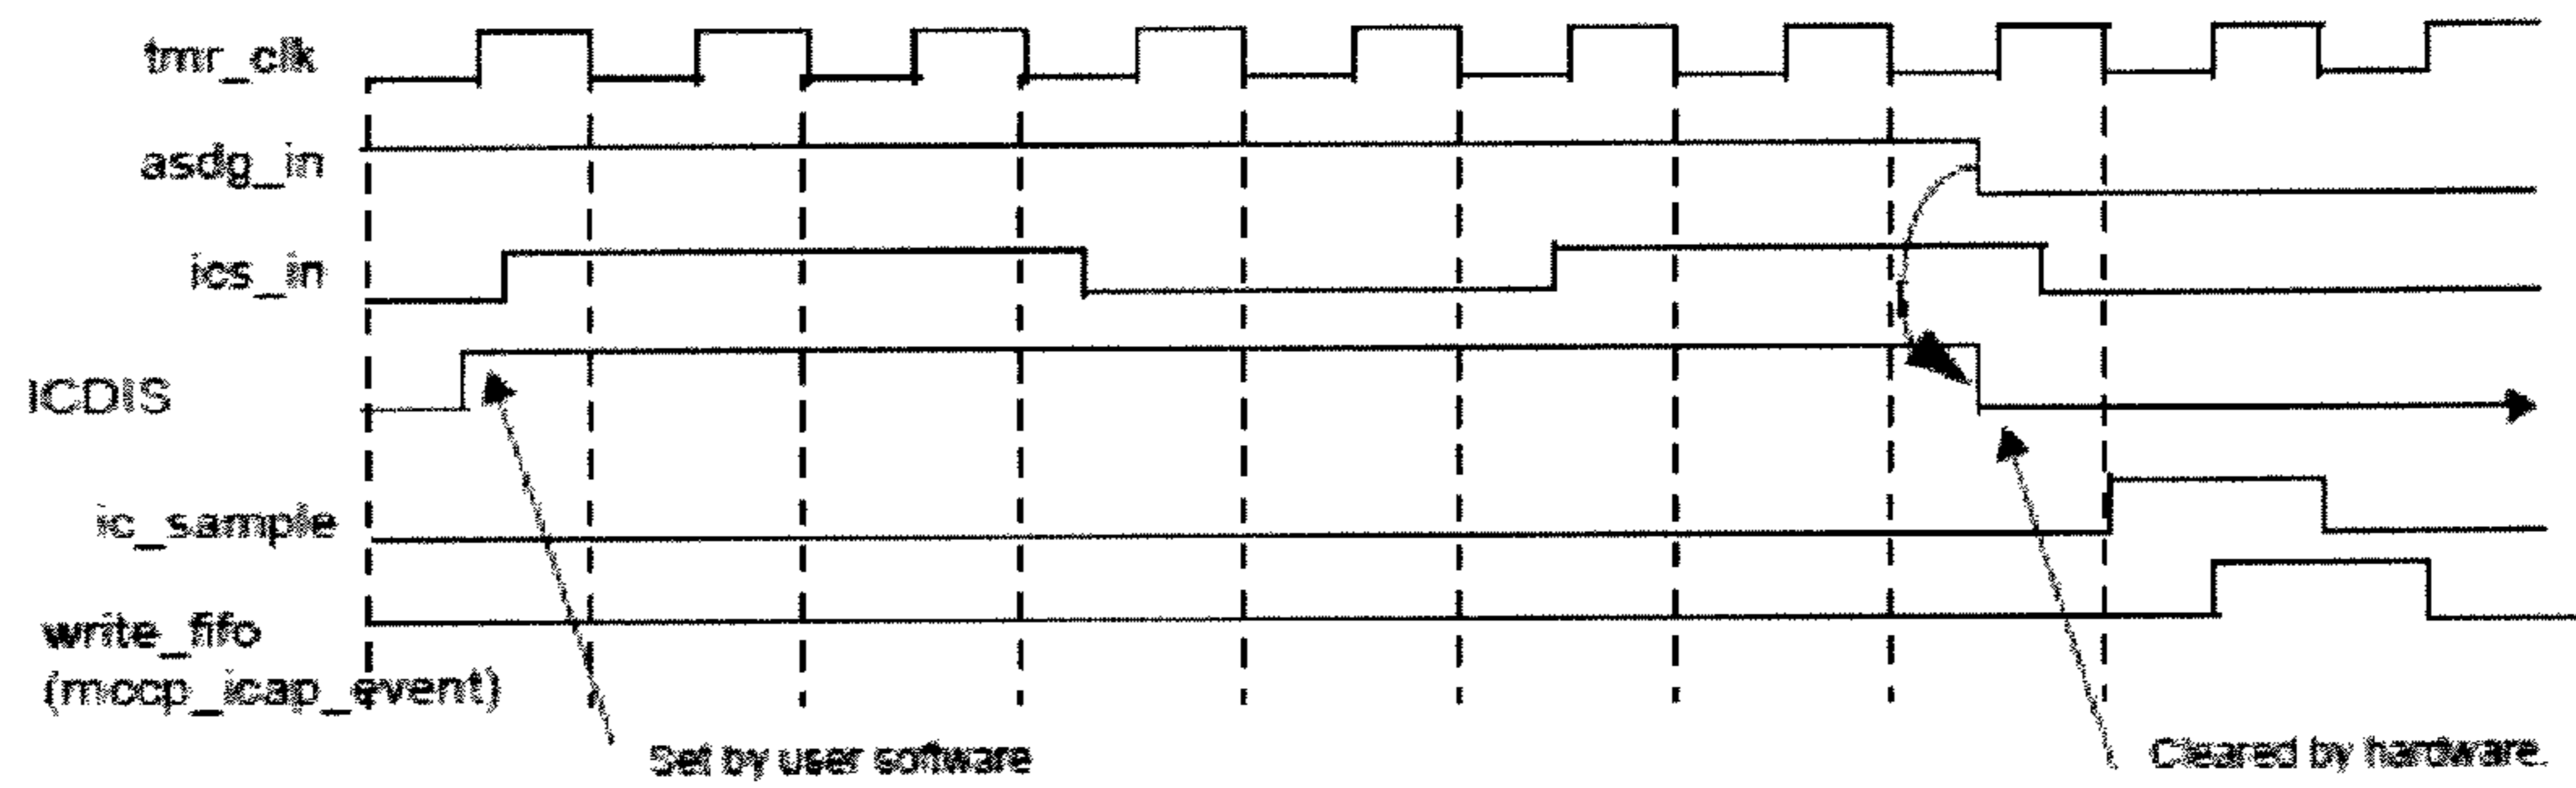 tmr_clk
asdg_in
ics_in
ICDIS
ic_sample
write_fifo
(mccp_icap_event)
Set by user software
Cleared by hardware.